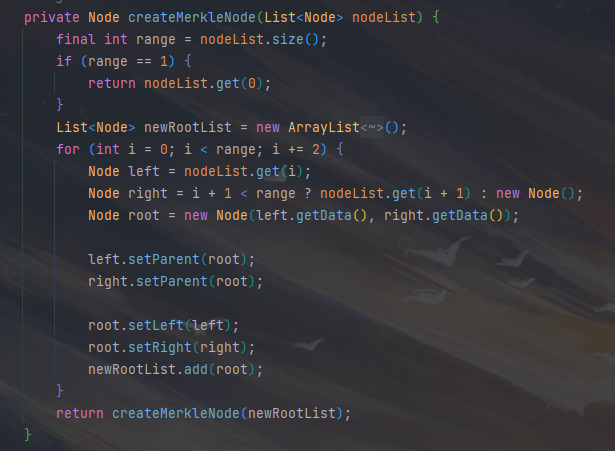 private Node createMerkleNode(List<Node> nodeList) {
    final int range = nodeList.size();
    if (range == 1) {
        return nodeList.get(0);
    }
    List<Node> newRootList = new ArrayList<~>();
    for (int i = 0; i < range; i += 2) {
        Node left = nodeList.get(i);
        Node right = i + 1 < range ? nodeList.get(i + 1) : new Node();
        Node root = new Node(left.getData(), right.getData());

        left.setParent(root);
        right.setParent(root);

        root.setLeft(left);
        root.setRight(right);
        newRootList.add(root);
    }
    return createMerkleNode(newRootList);
}